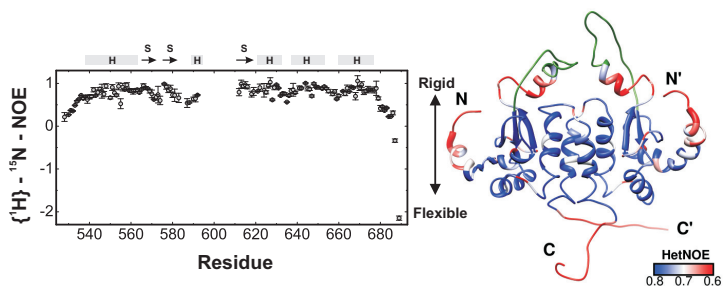 S S S
H H H H H
1
0
-1
-2
{¹H} - ¹⁵N - NOE
540 560 580 600 620 640 660 680
Residue
Rigid
Flexible
N N'
C C'
HetNOE
0.8 0.7 0.6